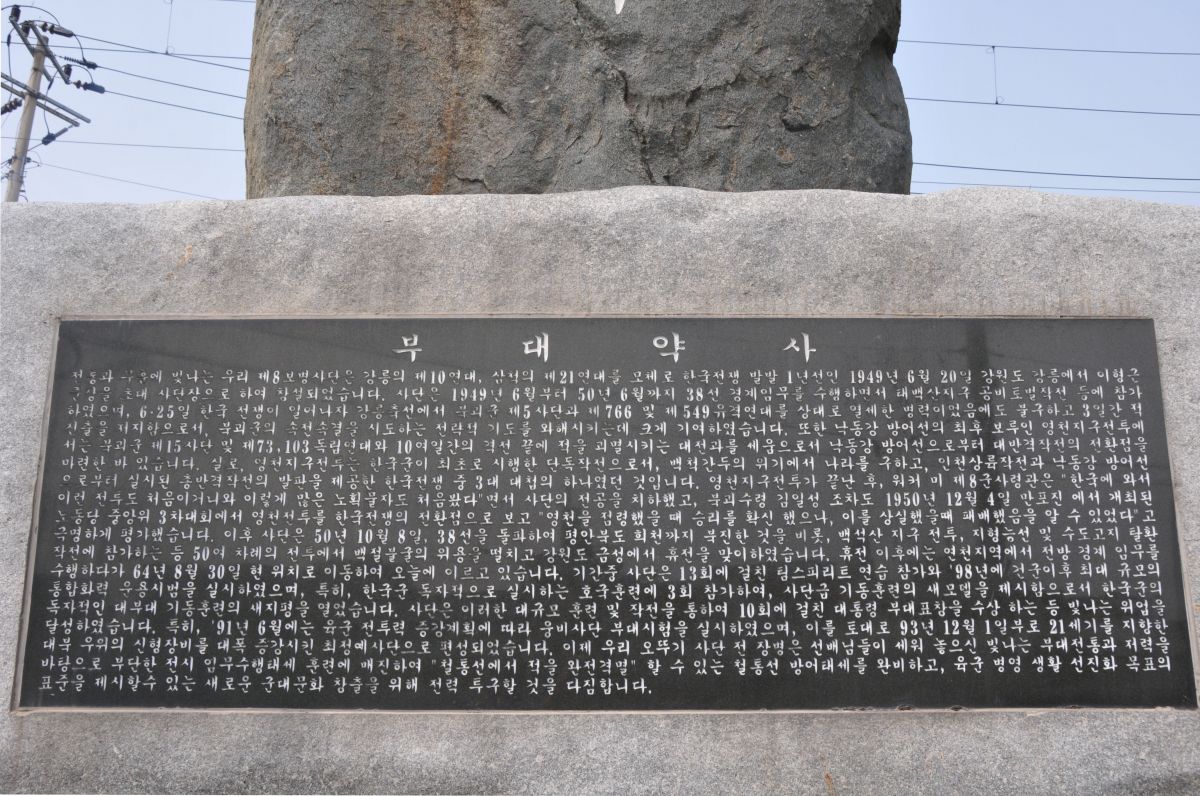 부 대 약 사
전통과 무용에 빛나는 우리 제8보병사단은 강릉의 제10연대, 삼척의 제21연대를 모체로 한국전쟁 발발 1년선인 1949년 6월 20일 강원도 강릉에서 이형근
국장을 초대 사단장으로 하여 창설되었습니다. 사단은 1949년 6월부터 50년 6월까지 38선 경계임무를 수행하면서 태백산지구 공비토벌작전 등에 참가
하였으며, 6·25일 한국 전쟁이 일어나자 강릉축선에서 북괴군 제5사단과 제766 및 제549유격연대를 상대로 열세한 병력이었음에도 불구하고 3일간 적
진출을 저지함으로서, 북괴군의 속전속결을 시도하는 전략적 기도를 와해시키는데 크게 기여하였습니다. 또한 낙동강 방어선의 최후 보류인 영천지구전투에
서는 북괴군 제15사단 및 제73, 103독립연대와 10여일간의 격선 끝에 적을 괴멸시키는 대선과를 세움으로서 낙동강 방어선으로부터 대반격작전의 전환점을
마련한 바 있습니다. 실로, 영천지구전투는 한국군이 최초로 시행한 단독작전으로서, 백척간두의 위기에서 나라를 구하고, 인천상륙작전과 낙동강 방어선
으로부터 실시된 총반격작전의 발판을 제공한 한국전쟁 중 3대 대첩의 하나였던 것입니다. 영천지구전투가 끝난 후, 워커 미 제8군사령관은 "한국에 와서
이런 전투도 처음이거니와 이렇게 많은 노획물자도 처음봤다"면서 사단의 전공을 치하했고, 북괴수령 김일성 조차도 1950년 12월 4일 만포진 에서 개최된
노동당 중앙위 3차대회에서 영천선투를 한국전쟁의 전환점으로 보고 "영천을 점령했을 때 승리를 확신 했으나, 이를 상실했을때 패배했음을 알 수 있었다"고
녹명하게 평가했습니다. 이후 사단은 50년 10월 8일, 38선을 돌파하여 평안북도 희천까지 북진한 것을 비롯, 백석산 지구 전투, 지형능선 및 수도고지 탈환
작전에 참가하는 등 50여 차례의 전투에서 백절불굴의 위용을 떨치고 강원도 금성에서 휴전을 맞이하였습니다. 휴전 이후에는 연천지역에서 전방 경계 임무를
수행하다가 64년 8월 30일 현 위치로 이동하여 오늘에 이르고 있습니다. 기간중 사단은 13회에 걸친 팀스피리트 연습 참가와 '98년에 건군이후 최대 규모의
통합화력 운용시범을 실시하였으며, 특히, 한국군 독자적으로 실시하는 호국훈련에 3회 참가하여, 사단급 기동훈련의 새모델을 제시함으로서 한국군의
독자적인 대부대 기동훈련의 새지평을 열었습니다. 사단은 이러한 대규모 훈련 및 작전을 통하여 10회에 걸친 대통령 부대표창을 수상 하는 등 빛나는 위업을
달성하였습니다. 특히 '91년 6월에는 육군 전투력 증강계획에 따라 웅비사단 부대시험을 실시하였으며, 이를 토대로 93년 12월 1일부로 21세기를 지향할
최우위의 신형장비를 대폭 증강시킨 최정예사단으로 편성되었습니다. 우리 오뚜기 사단 전 장병은 선배님들이 세워 놓으신 빛나는 부대전통과 저력을
바탕으로 부단한 전시 임무수행태세 훈련에 매진하여 "철통선에서 적을 완전격멸" 할 수 있는 철통선 방어태세를 완비하고, 육군 병영 생활 선진화 목표의
표준을 제시할수 있는 새로운 군대문화 창출을 위해 전력 투구할 것을 다짐합니다.